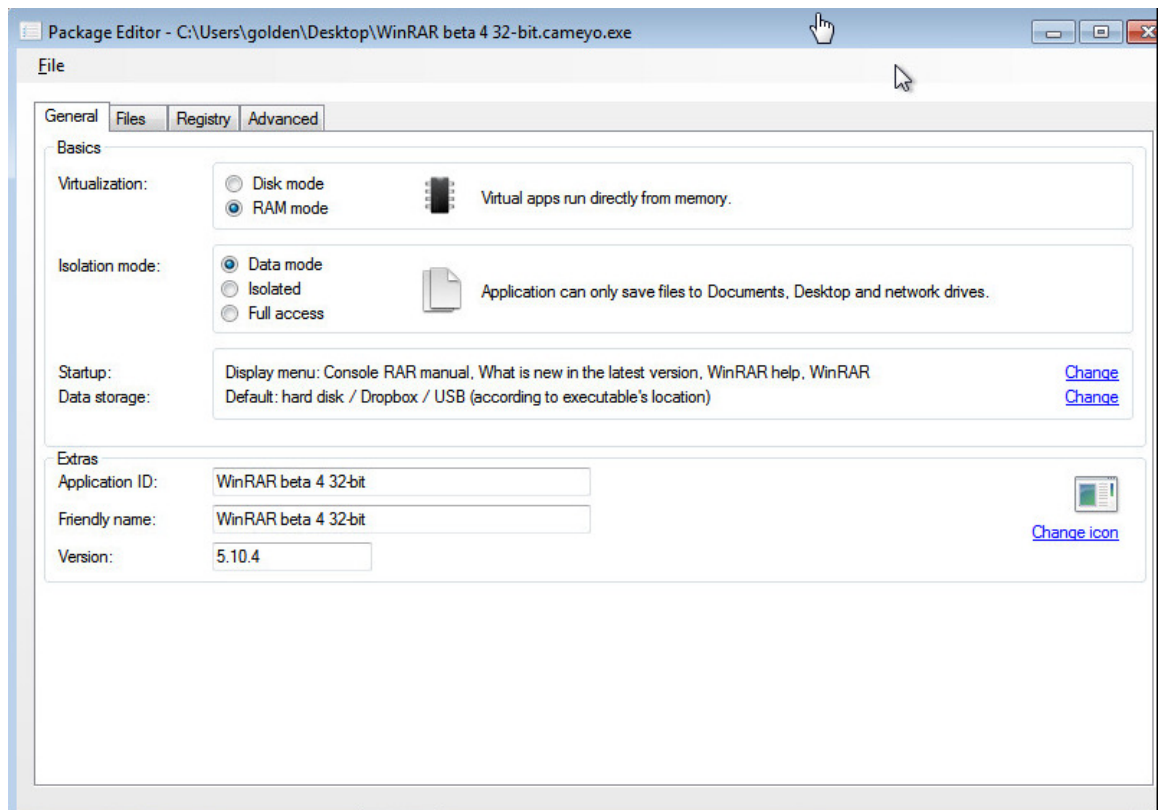 Package Editor - C:\Users\golden\Desktop\WinRAR beta 4 32-bit.cameyo.exe
File
General Files Registry Advanced
Basics
Virtualization:
Disk mode
RAM mode
Virtual apps run directly from memory.
Isolation mode:
Data mode
Isolated
Full access
Application can only save files to Documents, Desktop and network drives.
Startup: Display menu: Console RAR manual, What is new in the latest version, WinRAR help, WinRAR Change
Data storage: Default: hard disk / Dropbox / USB (according to executable's location) Change
Extras
Application ID: WinRAR beta 4 32-bit
Friendly name: WinRAR beta 4 32-bit
Change icon
Version: 5.10.4